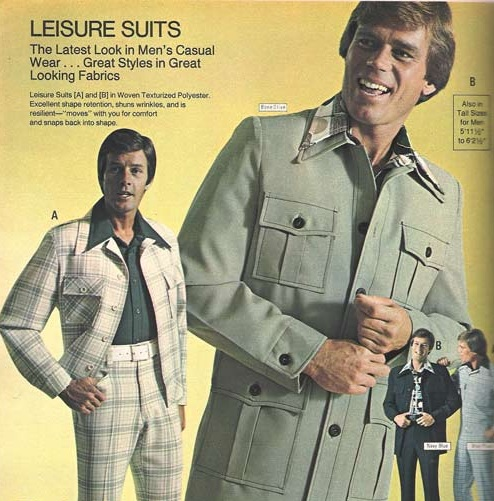 LEISURE SUITS
The Latest Look in Men's Casual
Wear . . . Great Styles in Great
Looking Fabrics
Leisure Suits [A] and [B] in Woven Texturized Polyester.
Excellent shape retention, shuns wrinkles, and is
resilient—"moves" with you for comfort
and snaps back into shape.
B
Also in
Tall Sizes
for Men
5'11½"
to 6'2½"
A
B
Navy Blue